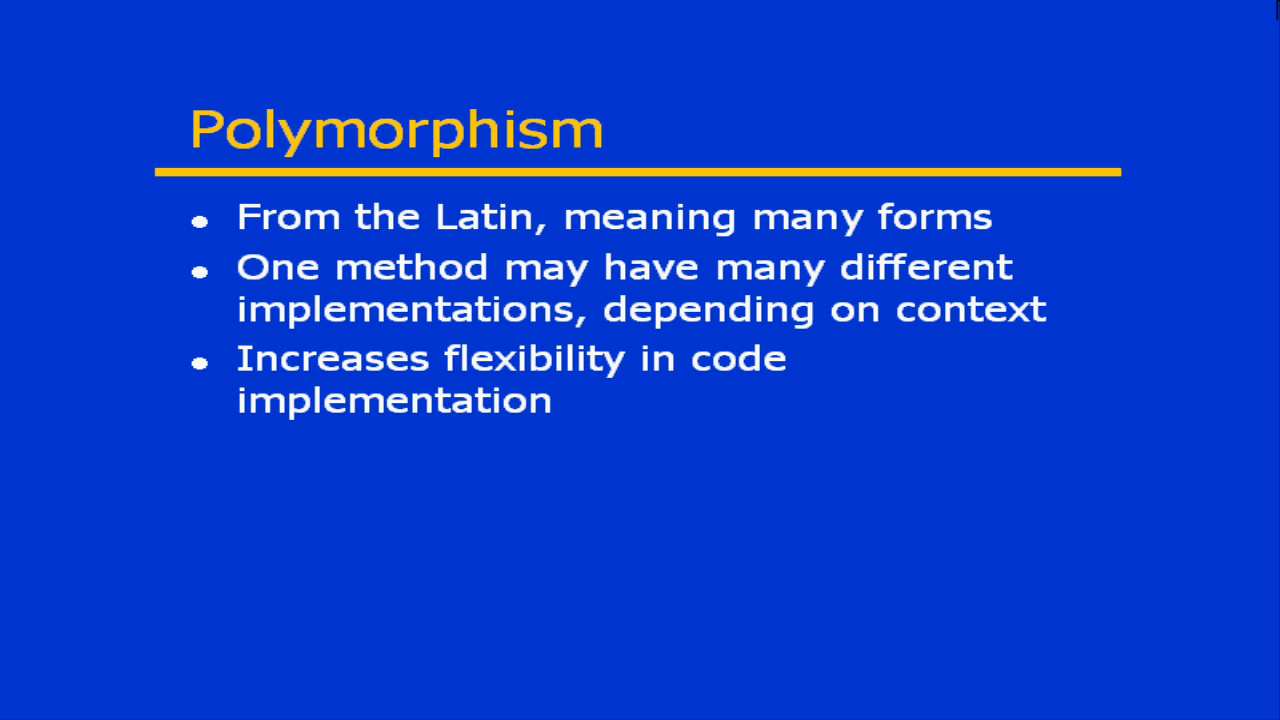 Polymorphism
● From the Latin, meaning many forms
● One method may have many different
implementations, depending on context
● Increases flexibility in code
implementation